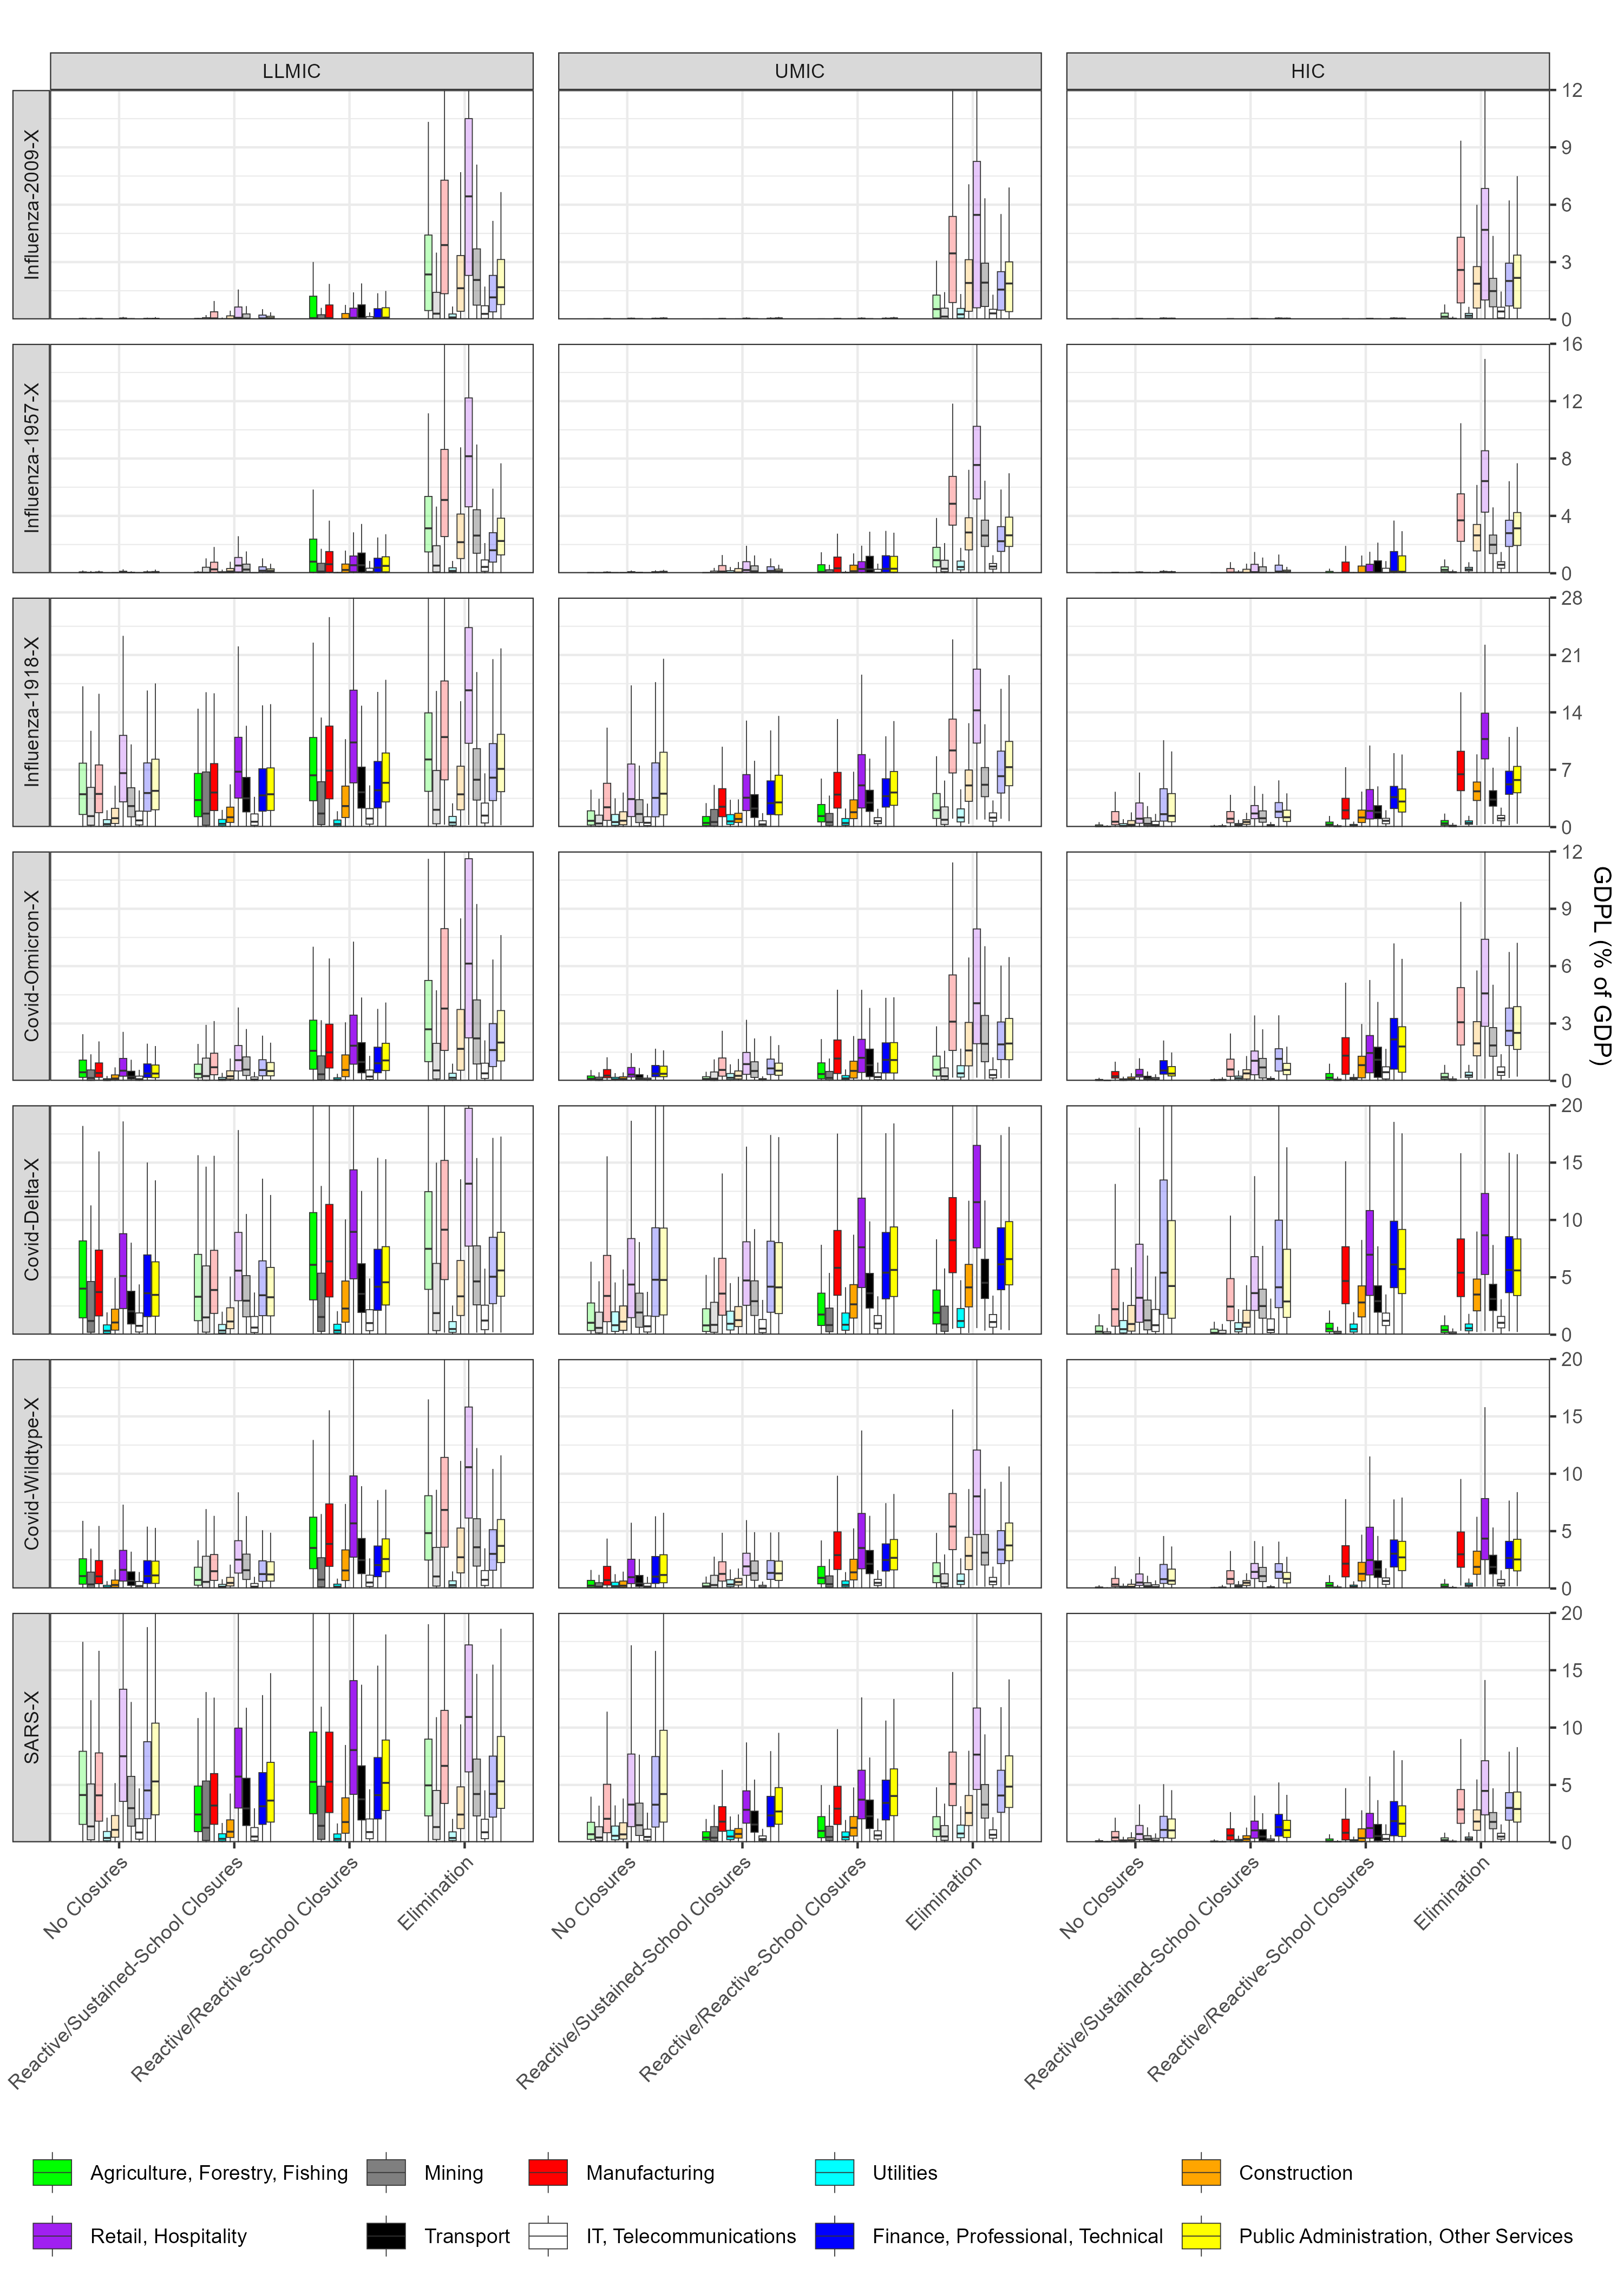 LLMIC UMIC HIC
Influenza-2009-X
12
9
6
3
0
Influenza-1957-X
16
12
8
4
0
Influenza-1918-X
28
21
14
7
0
Covid-Omicron-X
12
9
6
3
0
GDPL (% of GDP)
Covid-Delta-X
20
15
10
5
0
Covid-Wildtype-X
20
15
10
5
0
SARS-X
20
15
10
5
0
No Closures
Reactive/Sustained-School Closures
Reactive/Reactive-School Closures
Elimination
No Closures
Reactive/Sustained-School Closures
Reactive/Reactive-School Closures
Elimination
No Closures
Reactive/Sustained-School Closures
Reactive/Reactive-School Closures
Elimination
Agriculture, Forestry, Fishing Mining Manufacturing Utilities Construction
Retail, Hospitality Transport IT, Telecommunications Finance, Professional, Technical Public Administration, Other Services